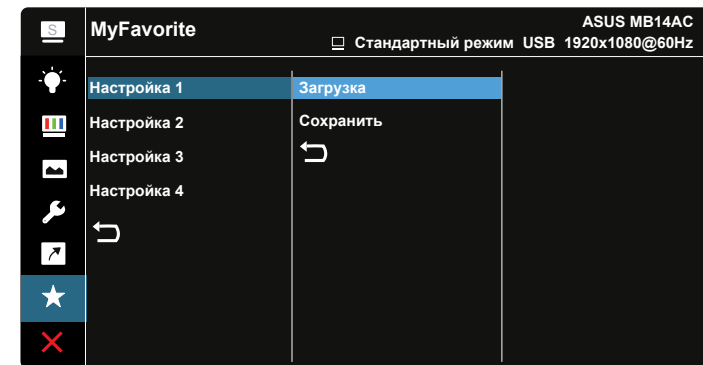 S
MyFavorite
ASUS MB14AC
Стандартный режим USB 1920x1080@60Hz
Настройка 1
Загрузка
Настройка 2
Сохранить
Настройка 3
Настройка 4